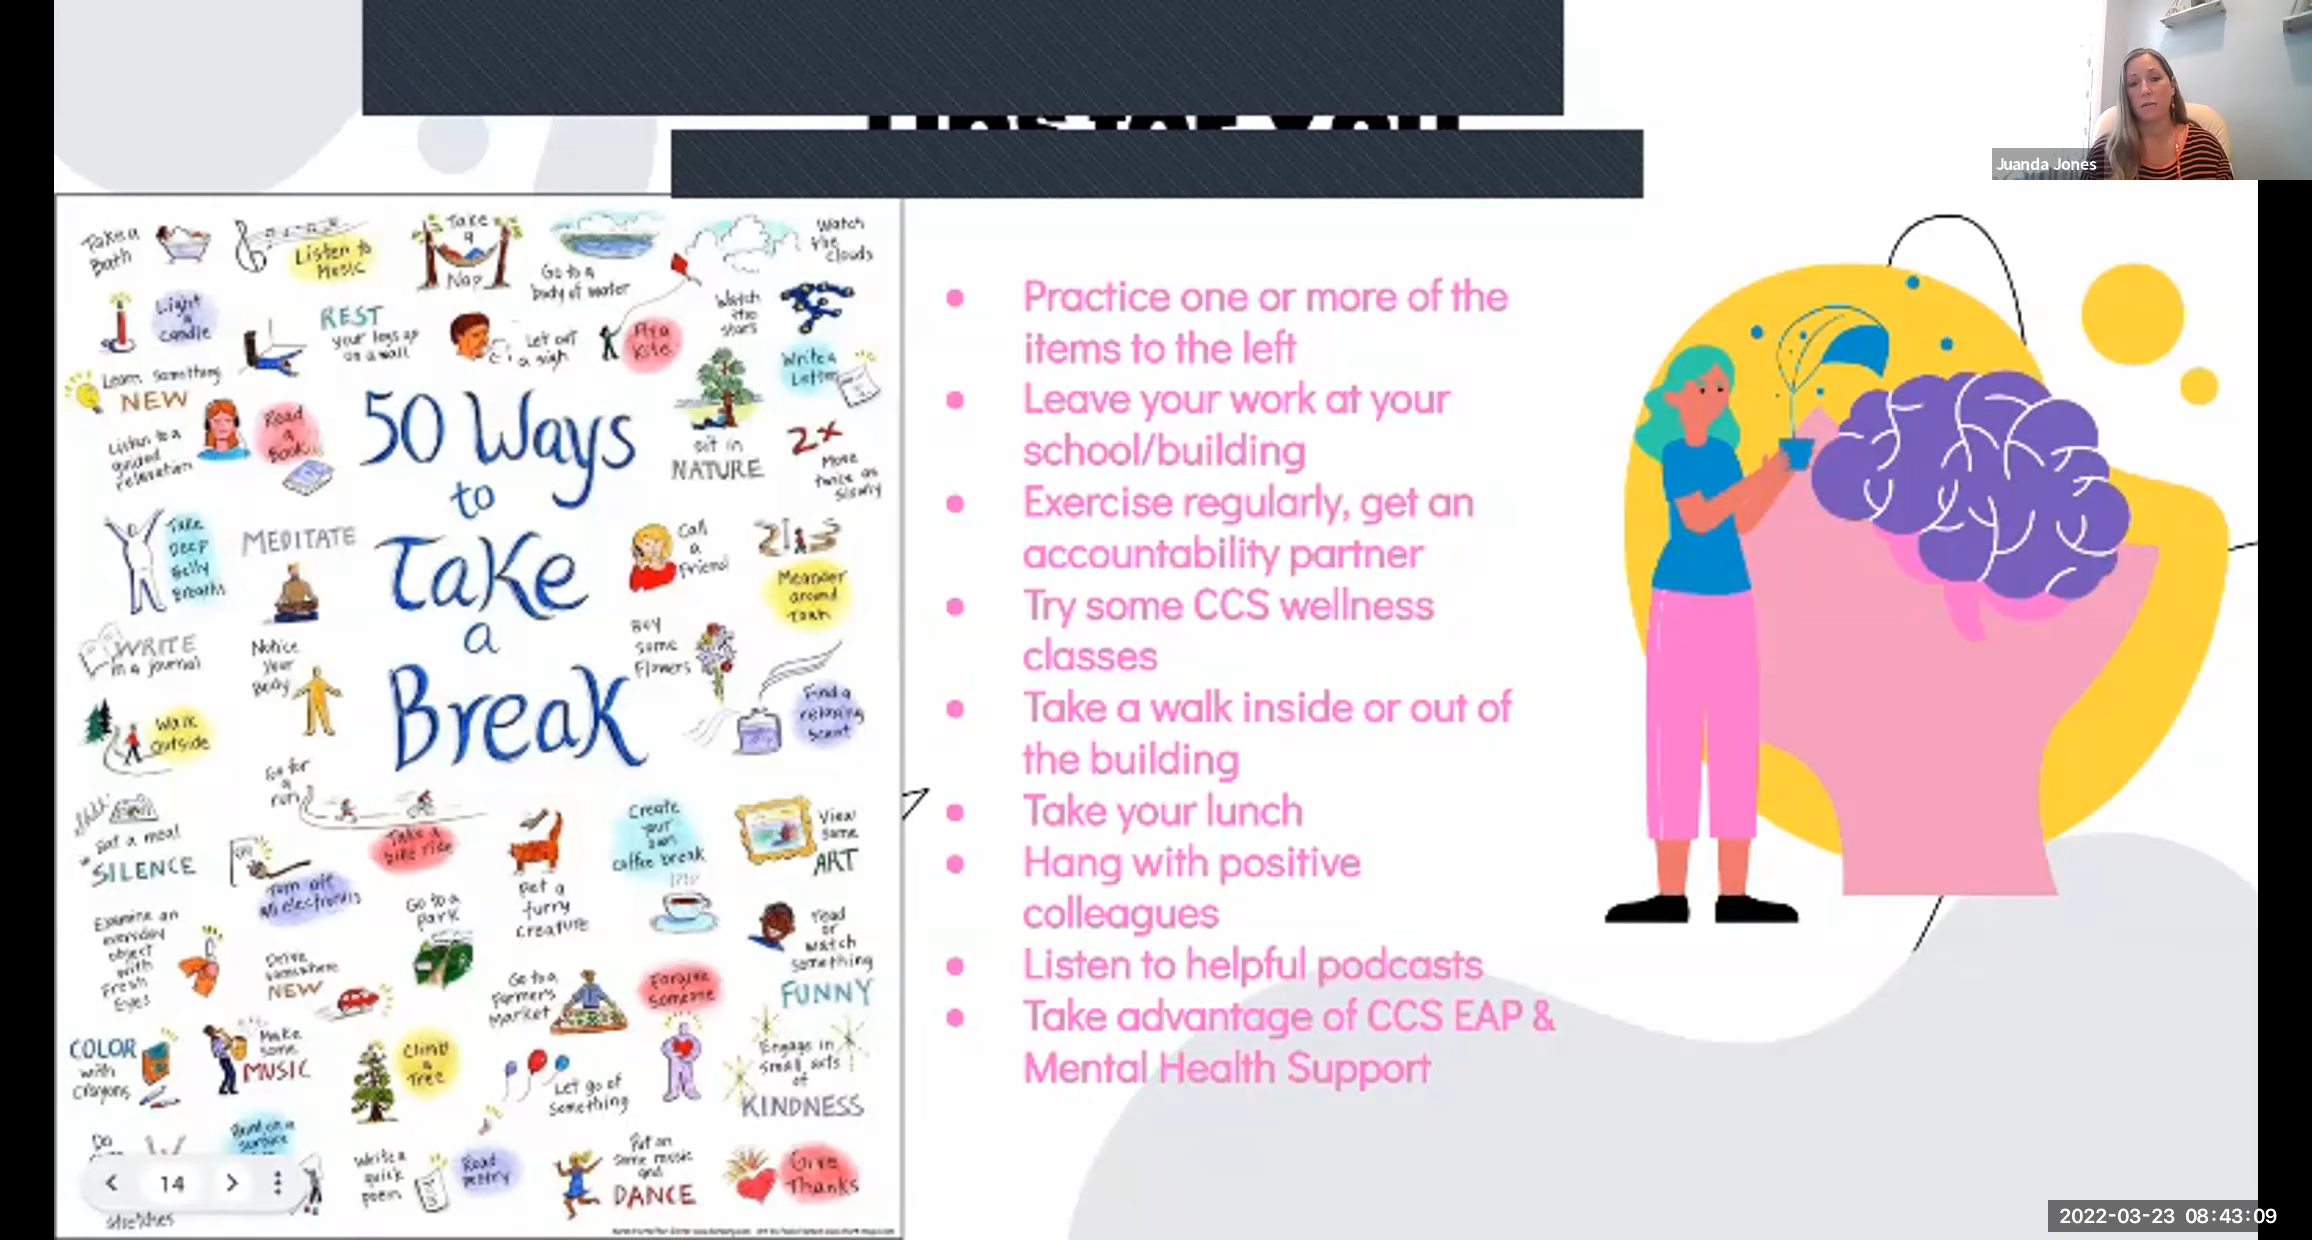 Tips for You
Juanda Jones
Take a
Bath
Listen to
Music
Take
a
Nap
Go to a
body of water
Watch
the
Clouds
Light
a
candle
REST
your legs up
on a wall
Let out
a sigh
Fly a
Kite
Watch
the
stars
Write a
Letter
Learn something
NEW
Listen to a
guided
relaxation
Read
a
Book
50 Ways
to
Take
a
Break
Sit in
NATURE
2x
Move
twice as
slowly
Take
Deep
Belly
Breaths
MEDITATE
Call
a
Friend
Meander
around
Town
WRITE
in a journal
Notice
Your
Body
Buy
some
Flowers
Find a
relaxing
Scent
Walk
outside
Go for
a
run
Eat a meal
in
SILENCE
Turn off
all electronics
Take a
bike ride
Pet a
furry
creature
Create
your
own
coffee break
View
some
ART
Examine an
everyday
object
with
Fresh
Eyes
Drive
somewhere
NEW
Go to a
park
Go to a
Farmer's
Market
Forgive
Someone
read
or
watch
something
FUNNY
COLOR
with
Crayons
Make
some
MUSIC
Climb
a
Tree
Let go of
something
Engage in
small acts
of
KINDNESS
Do
stretches
Write a
quick
poem
Read
poetry
Put on
some music
and
DANCE
Give
Thanks
14
Practice one or more of the
items to the left
Leave your work at your
school/building
Exercise regularly, get an
accountability partner
Try some CCS wellness
classes
Take a walk inside or out of
the building
Take your lunch
Hang with positive
colleagues
Listen to helpful podcasts
Take advantage of CCS EAP &
Mental Health Support
2022-03-23 08:43:09